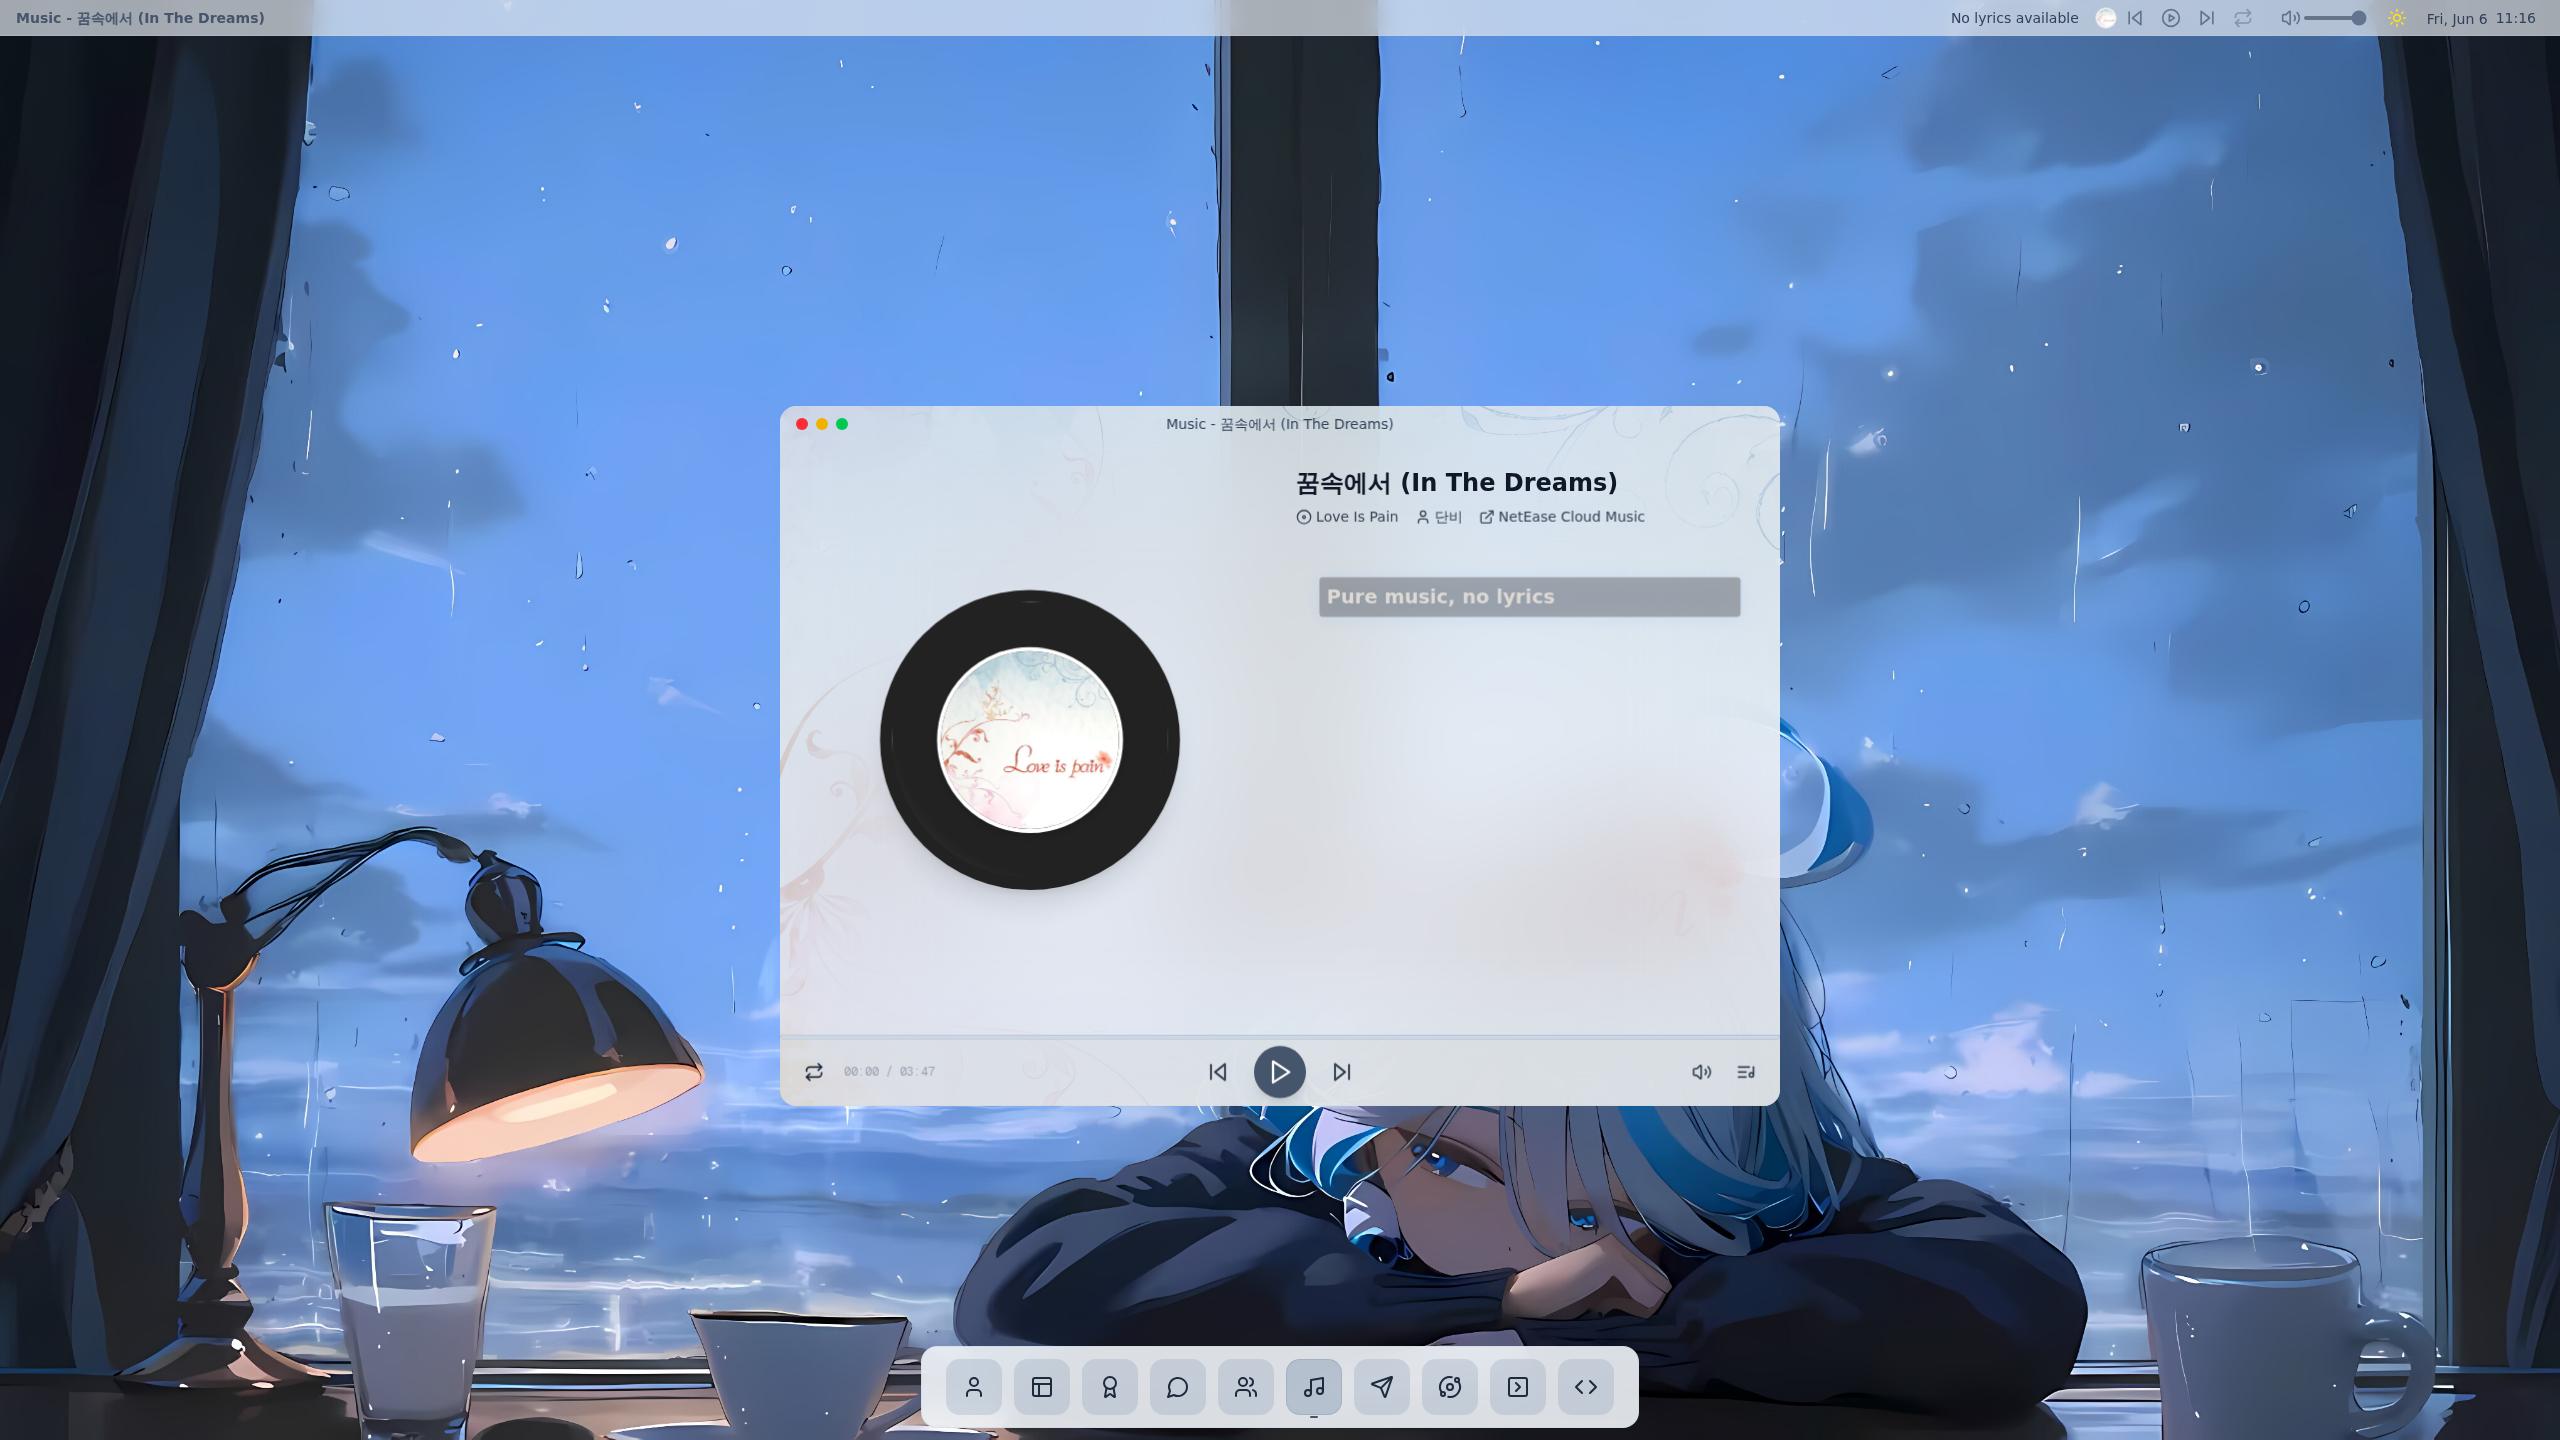 Music - 꿈속에서 (In The Dreams)
No lyrics available
Fri, Jun 6 11:16
Music - 꿈속에서 (In The Dreams)
꿈속에서 (In The Dreams)
Love Is Pain 단비 NetEase Cloud Music
Pure music, no lyrics
Love is pain
00:00 / 03:47